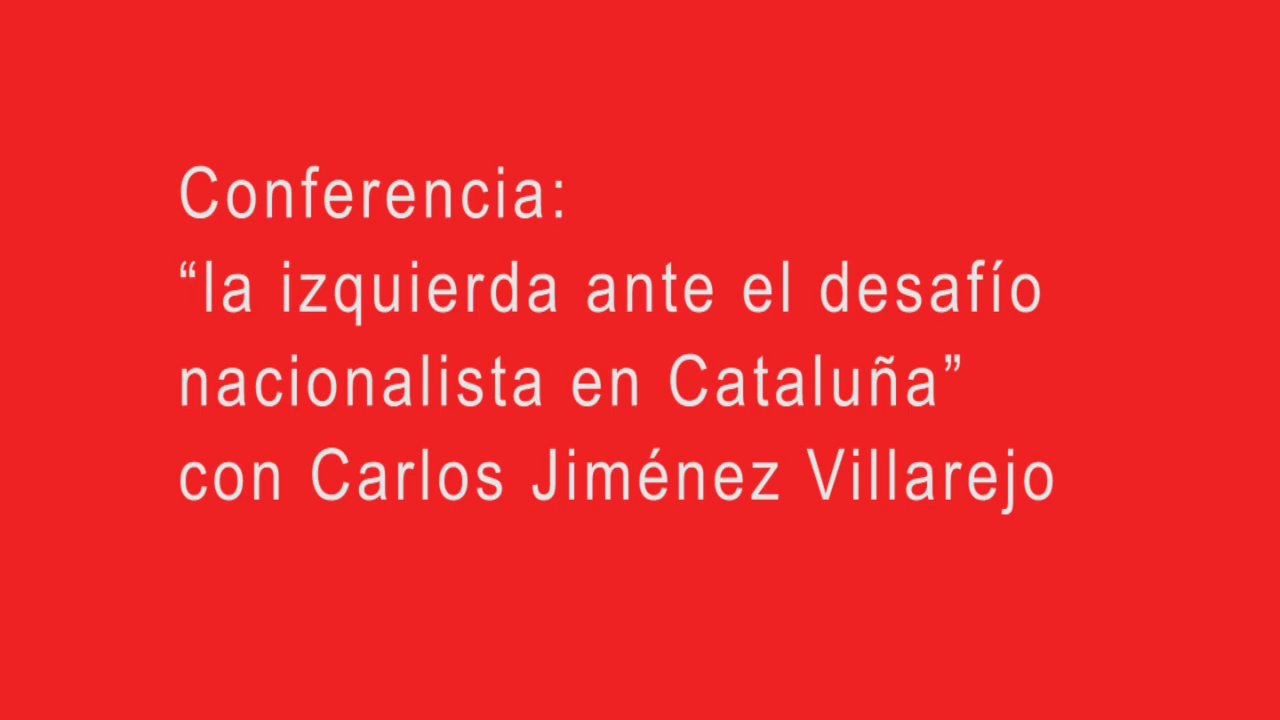 Conferencia:
“la izquierda ante el desafío
nacionalista en Cataluña”
con Carlos Jiménez Villarejo